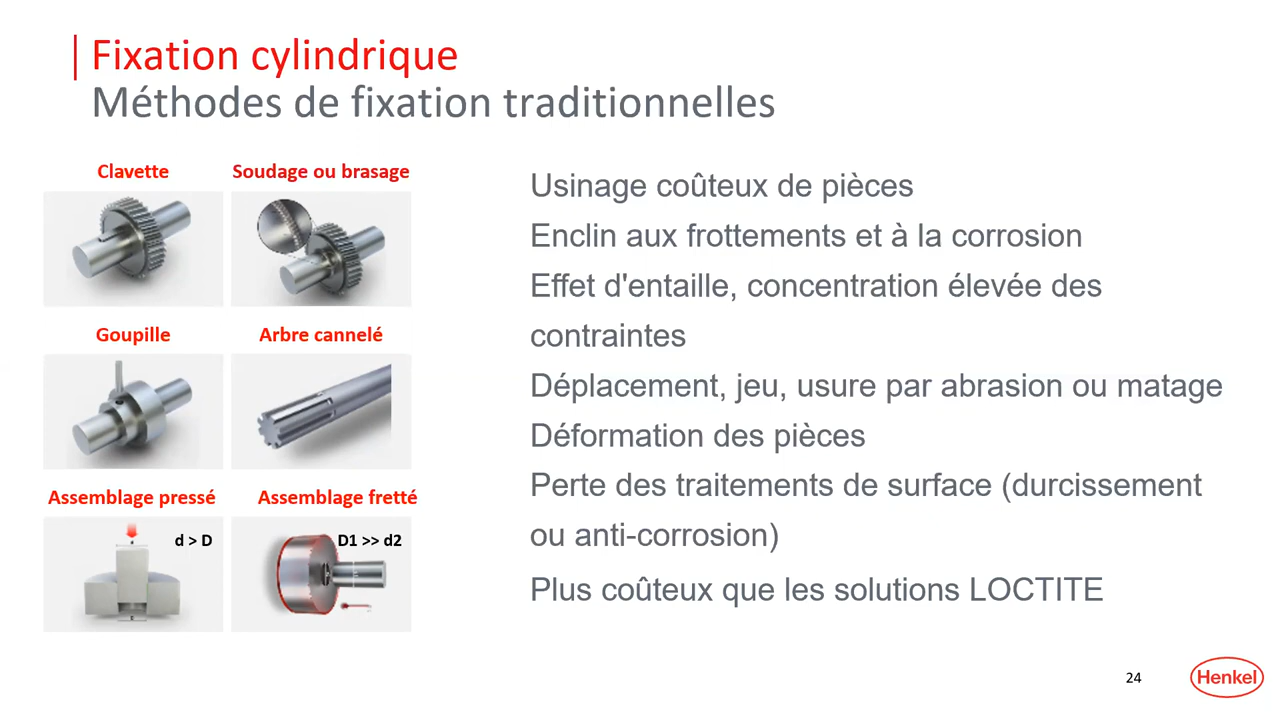 Fixation cylindrique
Méthodes de fixation traditionnelles
Clavette
Soudage ou brasage
Goupille
Arbre cannelé
Assemblage pressé
Assemblage fretté
d > D
D1 >> d2
Usinage coûteux de pièces
Enclin aux frottements et à la corrosion
Effet d'entaille, concentration élevée des
contraintes
Déplacement, jeu, usure par abrasion ou matage
Déformation des pièces
Perte des traitements de surface (durcissement
ou anti-corrosion)
Plus coûteux que les solutions LOCTITE
24
Henkel